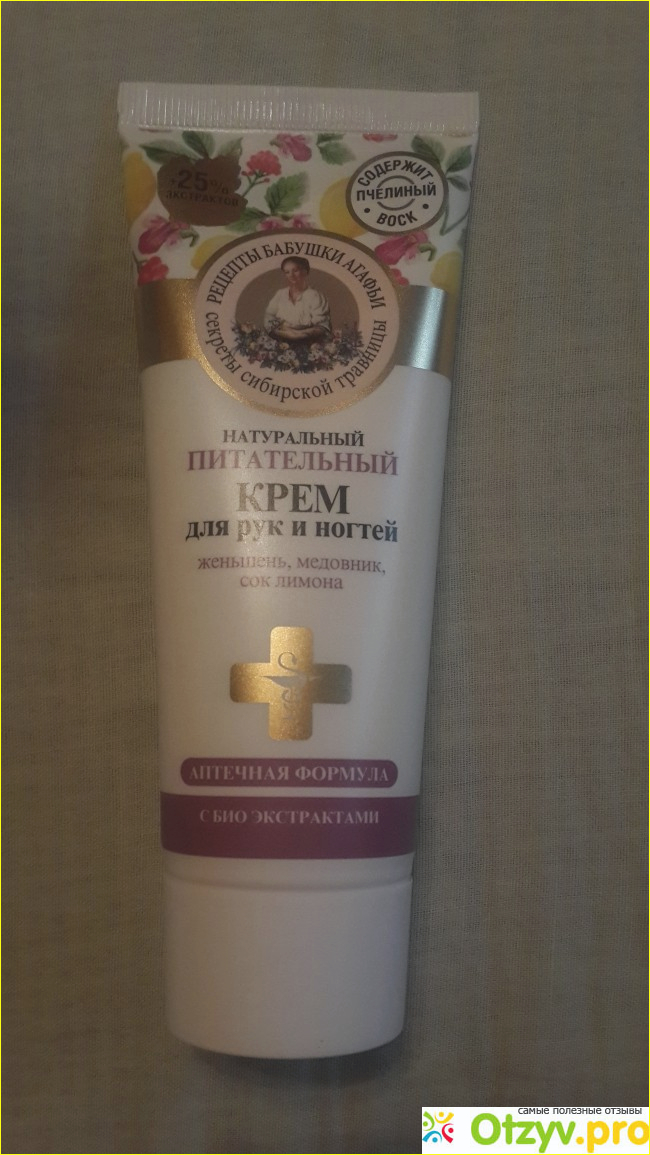 +25%
ЭКСТРАКТОВ
СОДЕРЖИТ
ПЧЕЛИНЫЙ
ВОСК
РЕЦЕПТЫ БАБУШКИ АГАФЬИ
секреты сибирской травницы
НАТУРАЛЬНЫЙ
ПИТАТЕЛЬНЫЙ
КРЕМ
для рук и ногтей
женьшень, медовник,
сок лимона
АПТЕЧНАЯ ФОРМУЛА
С БИО ЭКСТРАКТАМИ
самые полезные отзывы
Otzyv.pro